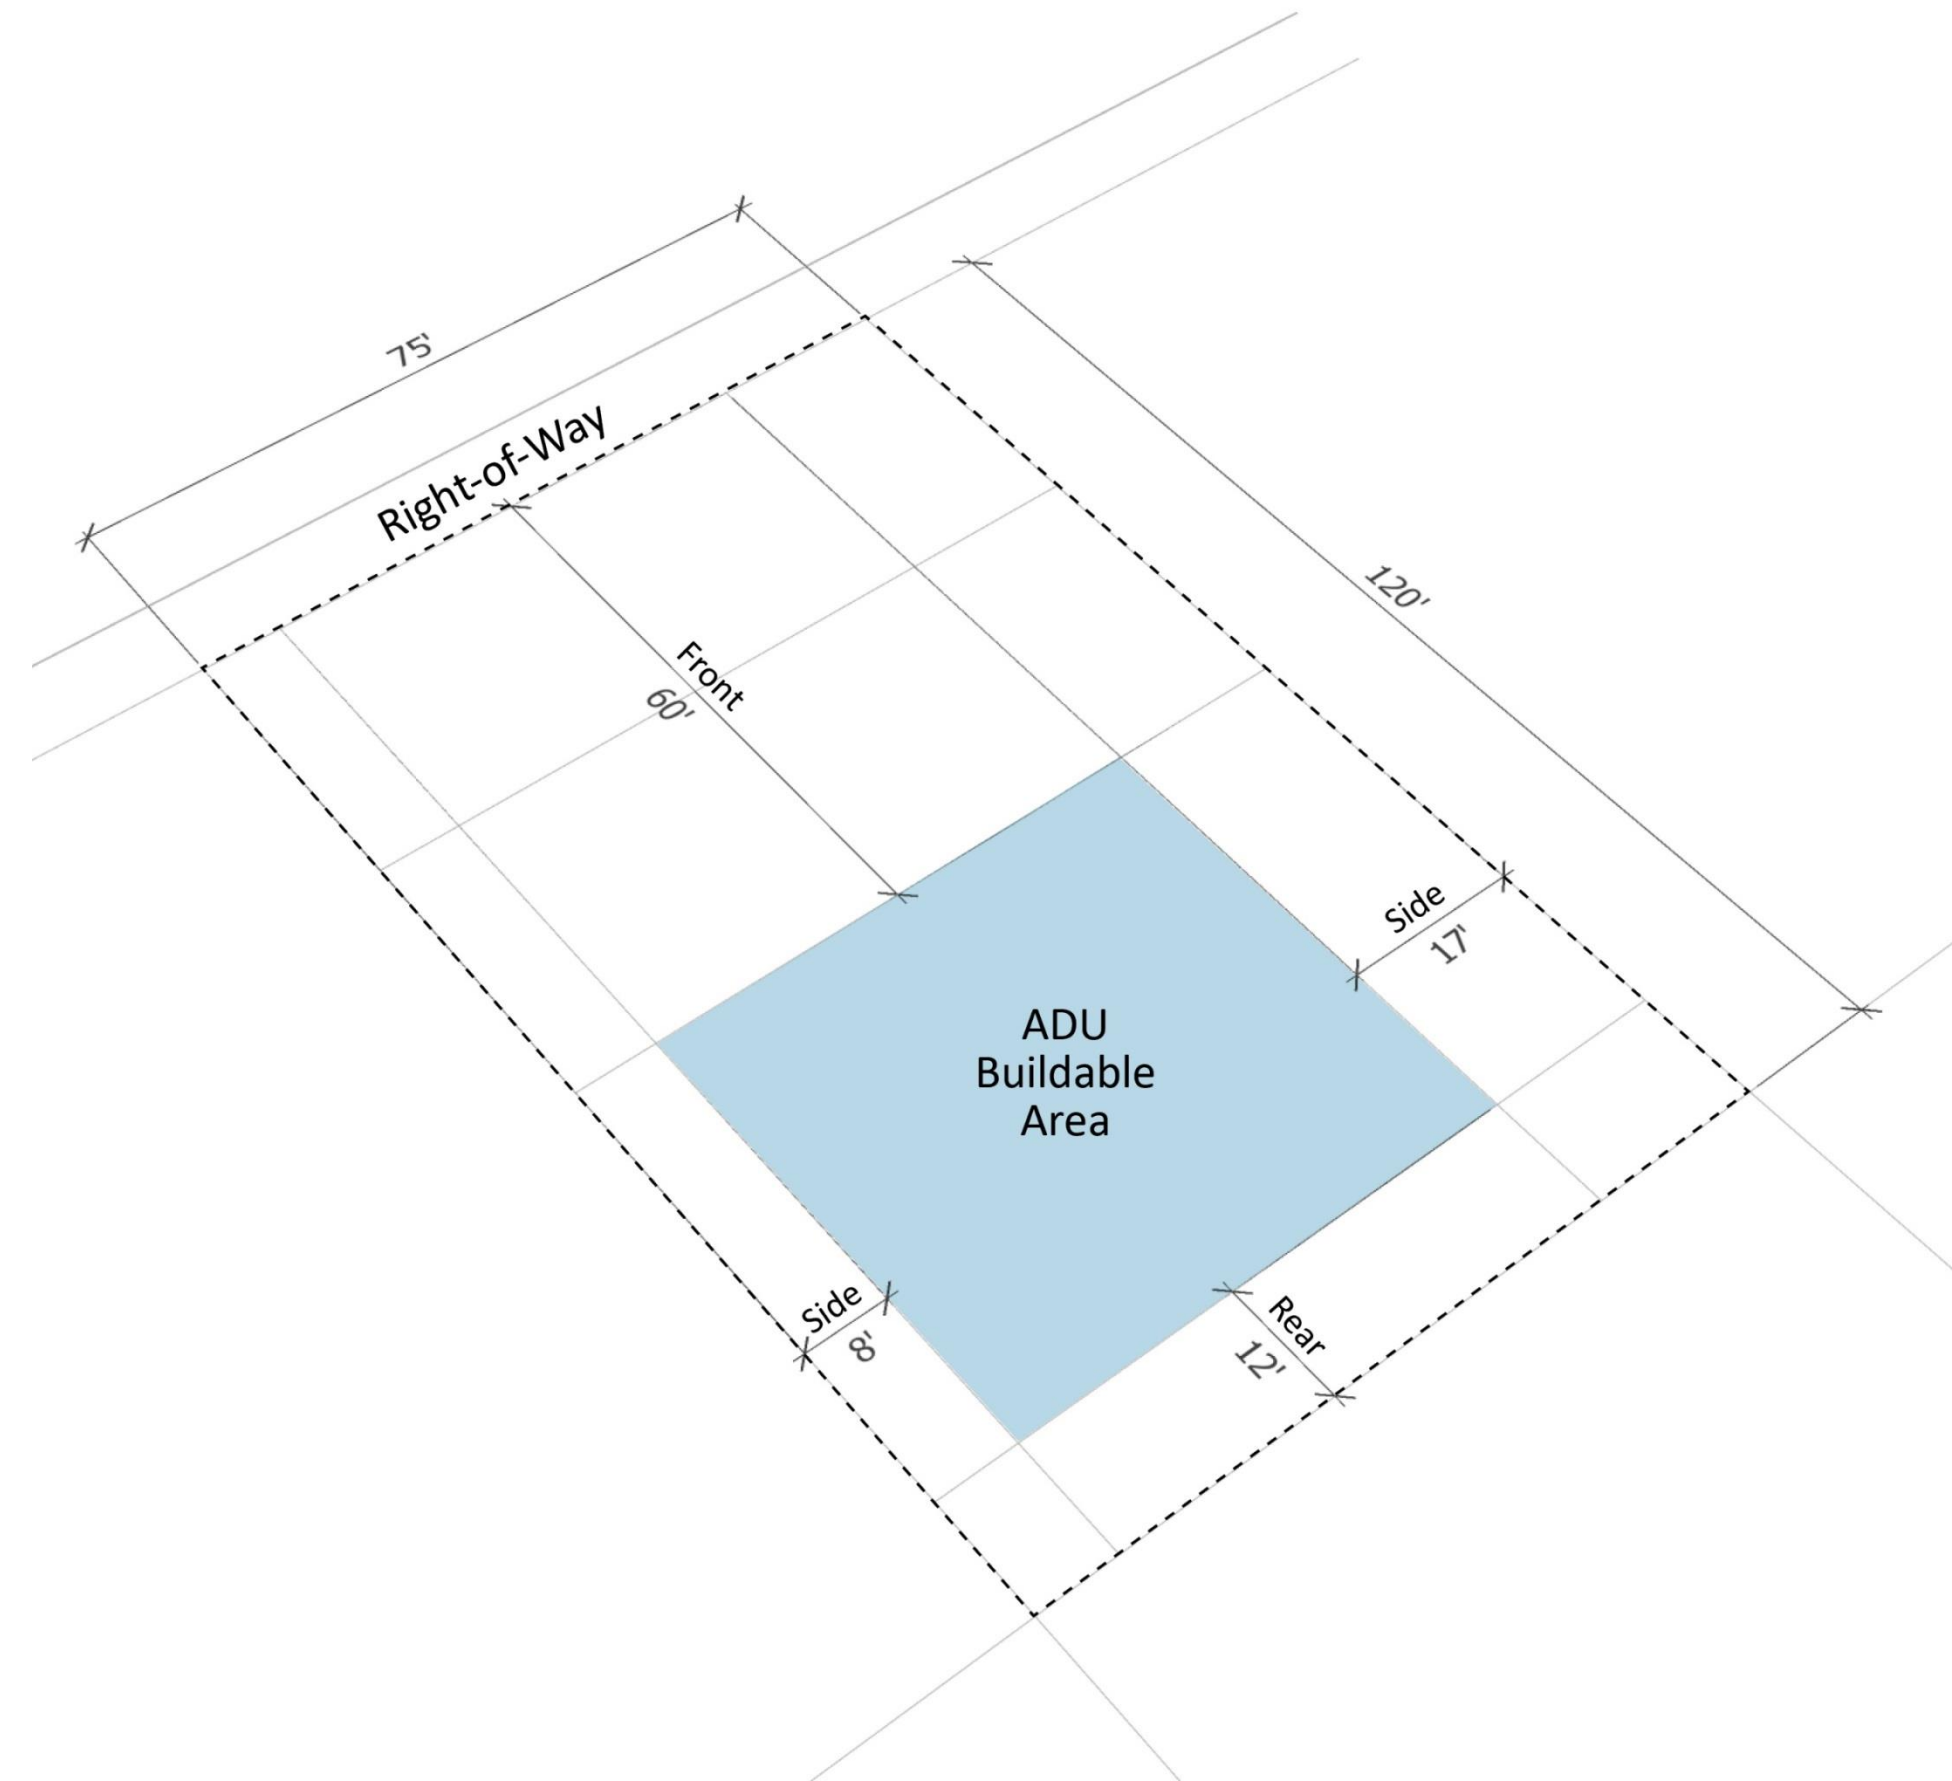 75'
Right-of-Way
120'
Front
60'
Side
17'
ADU
Buildable
Area
Side
8'
Rear
12'